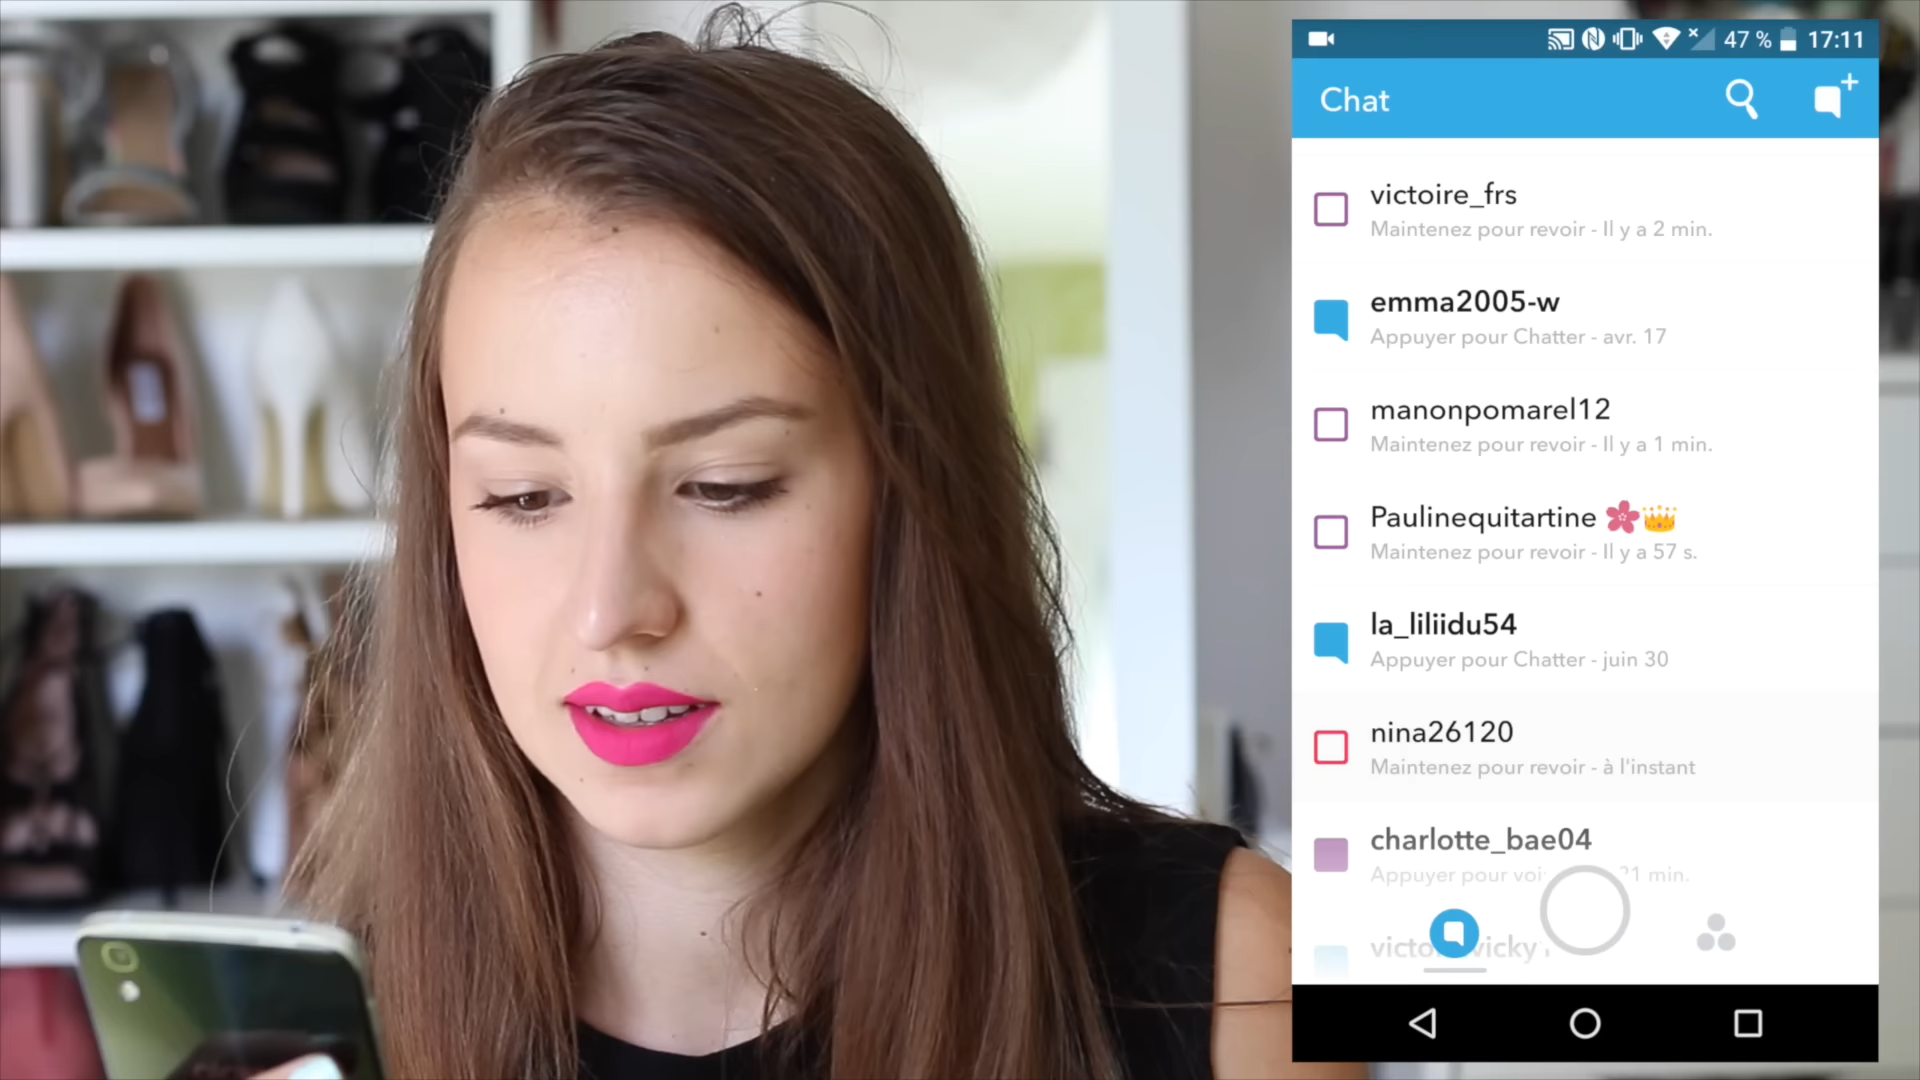 47 % 17:11
Chat
victoire_frs
Maintenez pour revoir - Il y a 2 min.
emma2005-w
Appuyer pour Chatter - avr. 17
manonpomarel12
Maintenez pour revoir - Il y a 1 min.
Paulinequitartine 🌸👑
Maintenez pour revoir - Il y a 57 s.
la_liliidu54
Appuyer pour Chatter - juin 30
nina26120
Maintenez pour revoir - à l'instant
charlotte_bae04
Appuyer pour 21 min.